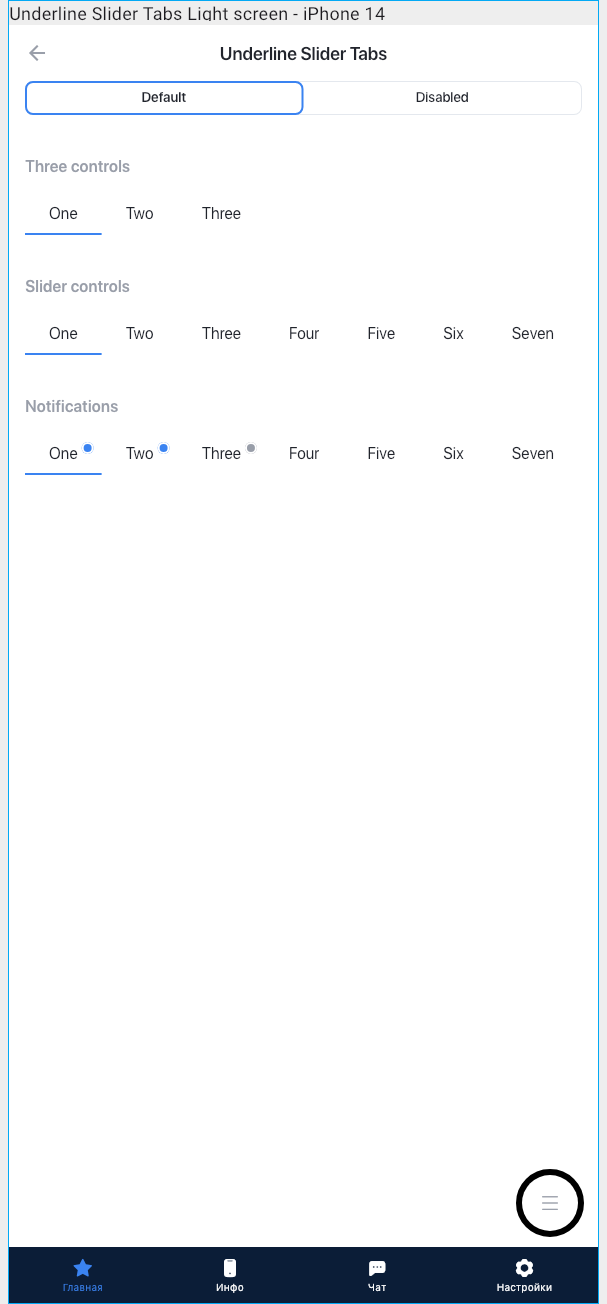 Underline Slider Tabs Light screen - iPhone 14
Underline Slider Tabs
Default Disabled
Three controls
One Two Three
Slider controls
One Two Three Four Five Six Seven
Notifications
One Two Three Four Five Six Seven
Главная Инфо Чат Настройки